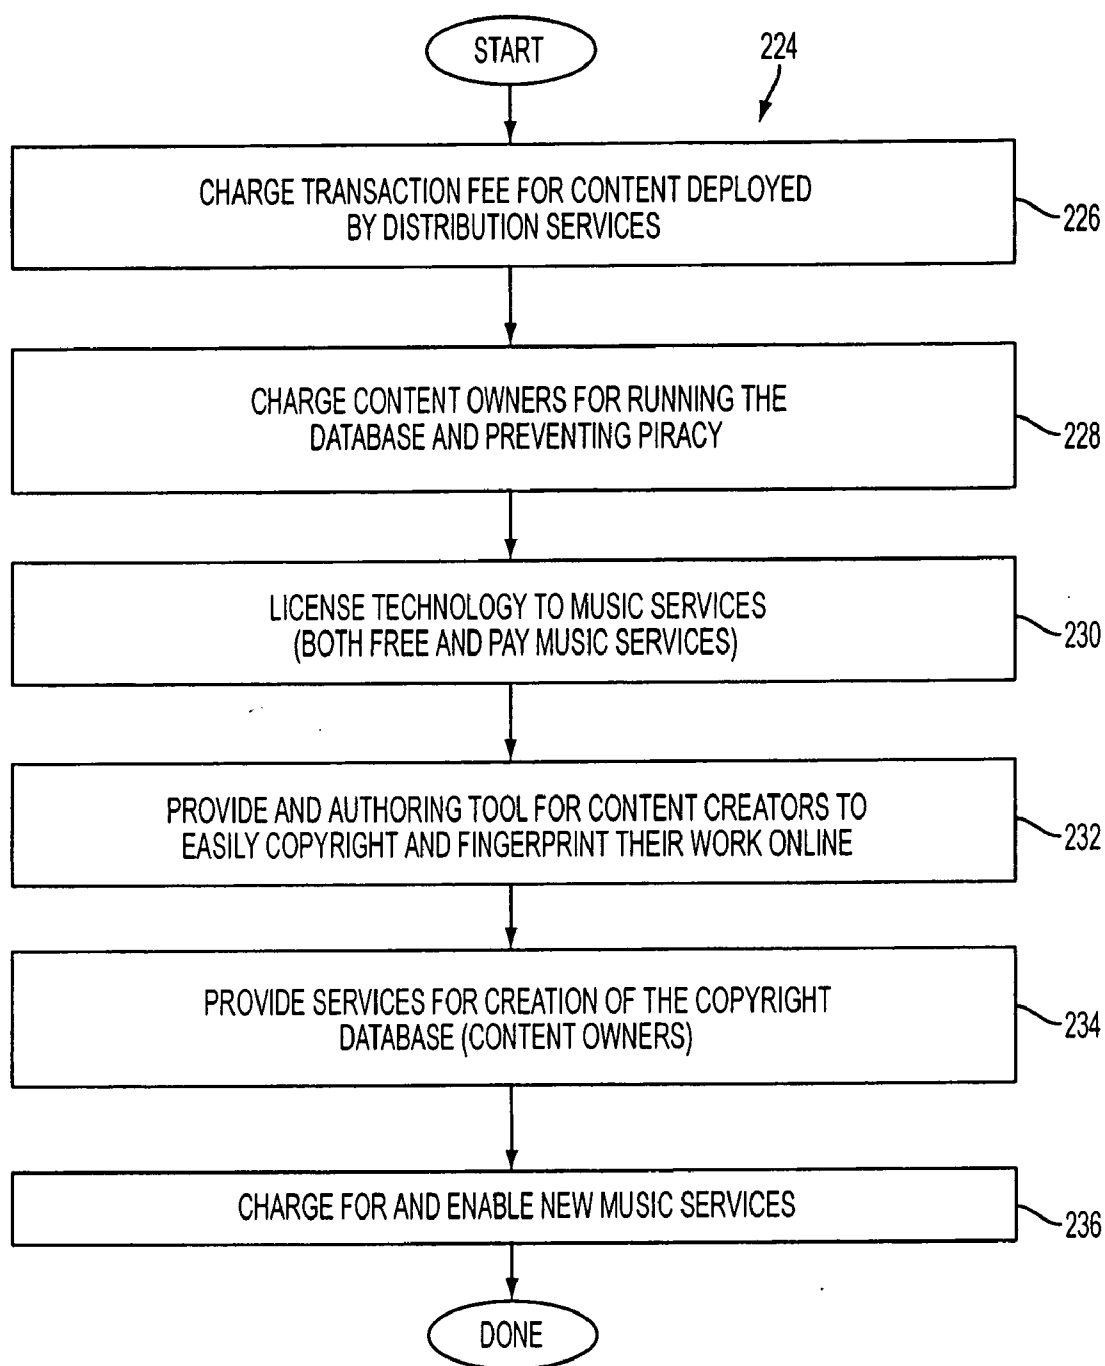 START
224
CHARGE TRANSACTION FEE FOR CONTENT DEPLOYED
BY DISTRIBUTION SERVICES
226
CHARGE CONTENT OWNERS FOR RUNNING THE
DATABASE AND PREVENTING PIRACY
228
LICENSE TECHNOLOGY TO MUSIC SERVICES
(BOTH FREE AND PAY MUSIC SERVICES)
230
PROVIDE AND AUTHORING TOOL FOR CONTENT CREATORS TO
EASILY COPYRIGHT AND FINGERPRINT THEIR WORK ONLINE
232
PROVIDE SERVICES FOR CREATION OF THE COPYRIGHT
DATABASE (CONTENT OWNERS)
234
CHARGE FOR AND ENABLE NEW MUSIC SERVICES
236
DONE